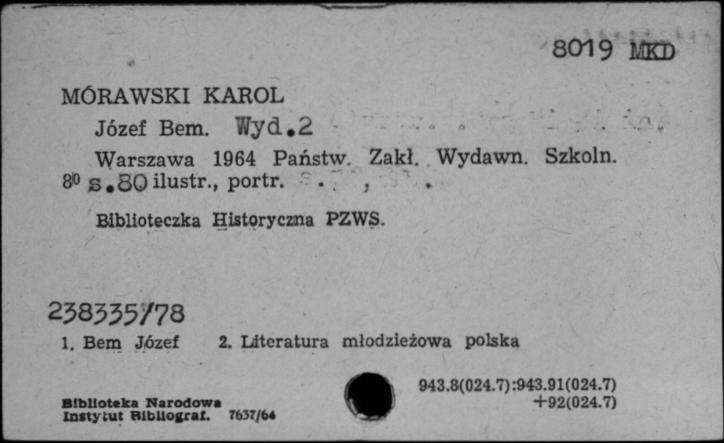 8019 MKD
MÓRAWSKI KAROL
Józef Bem. Wyd.2
Warszawa 1964 Państw. Zakł. Wydawn. Szkoln.
8⁰ s.80 ilustr., portr.
Biblioteczka Historyczna PZWS.
238335/78
1. Bem Józef 2. Literatura młodzieżowa polska
943.8(024.7):943.91(024.7)
+92(024.7)
Biblioteka Narodowa
Instytut Bibliograf. 7637/64